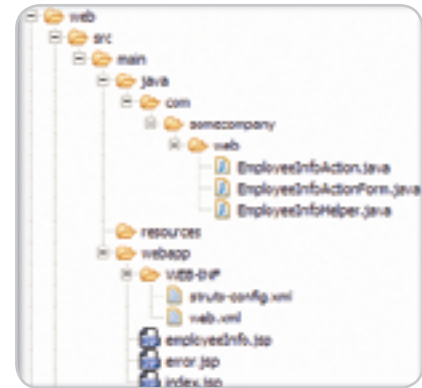 web
src
main
java
com
somecompany
web
EmployeeInfoAction.java
EmployeeInfoActionForm.java
EmployeeInfoHelper.java
resources
webapp
WEB-INF
struts-config.xml
web.xml
employeeInfo.jsp
error.jsp
index.jsp